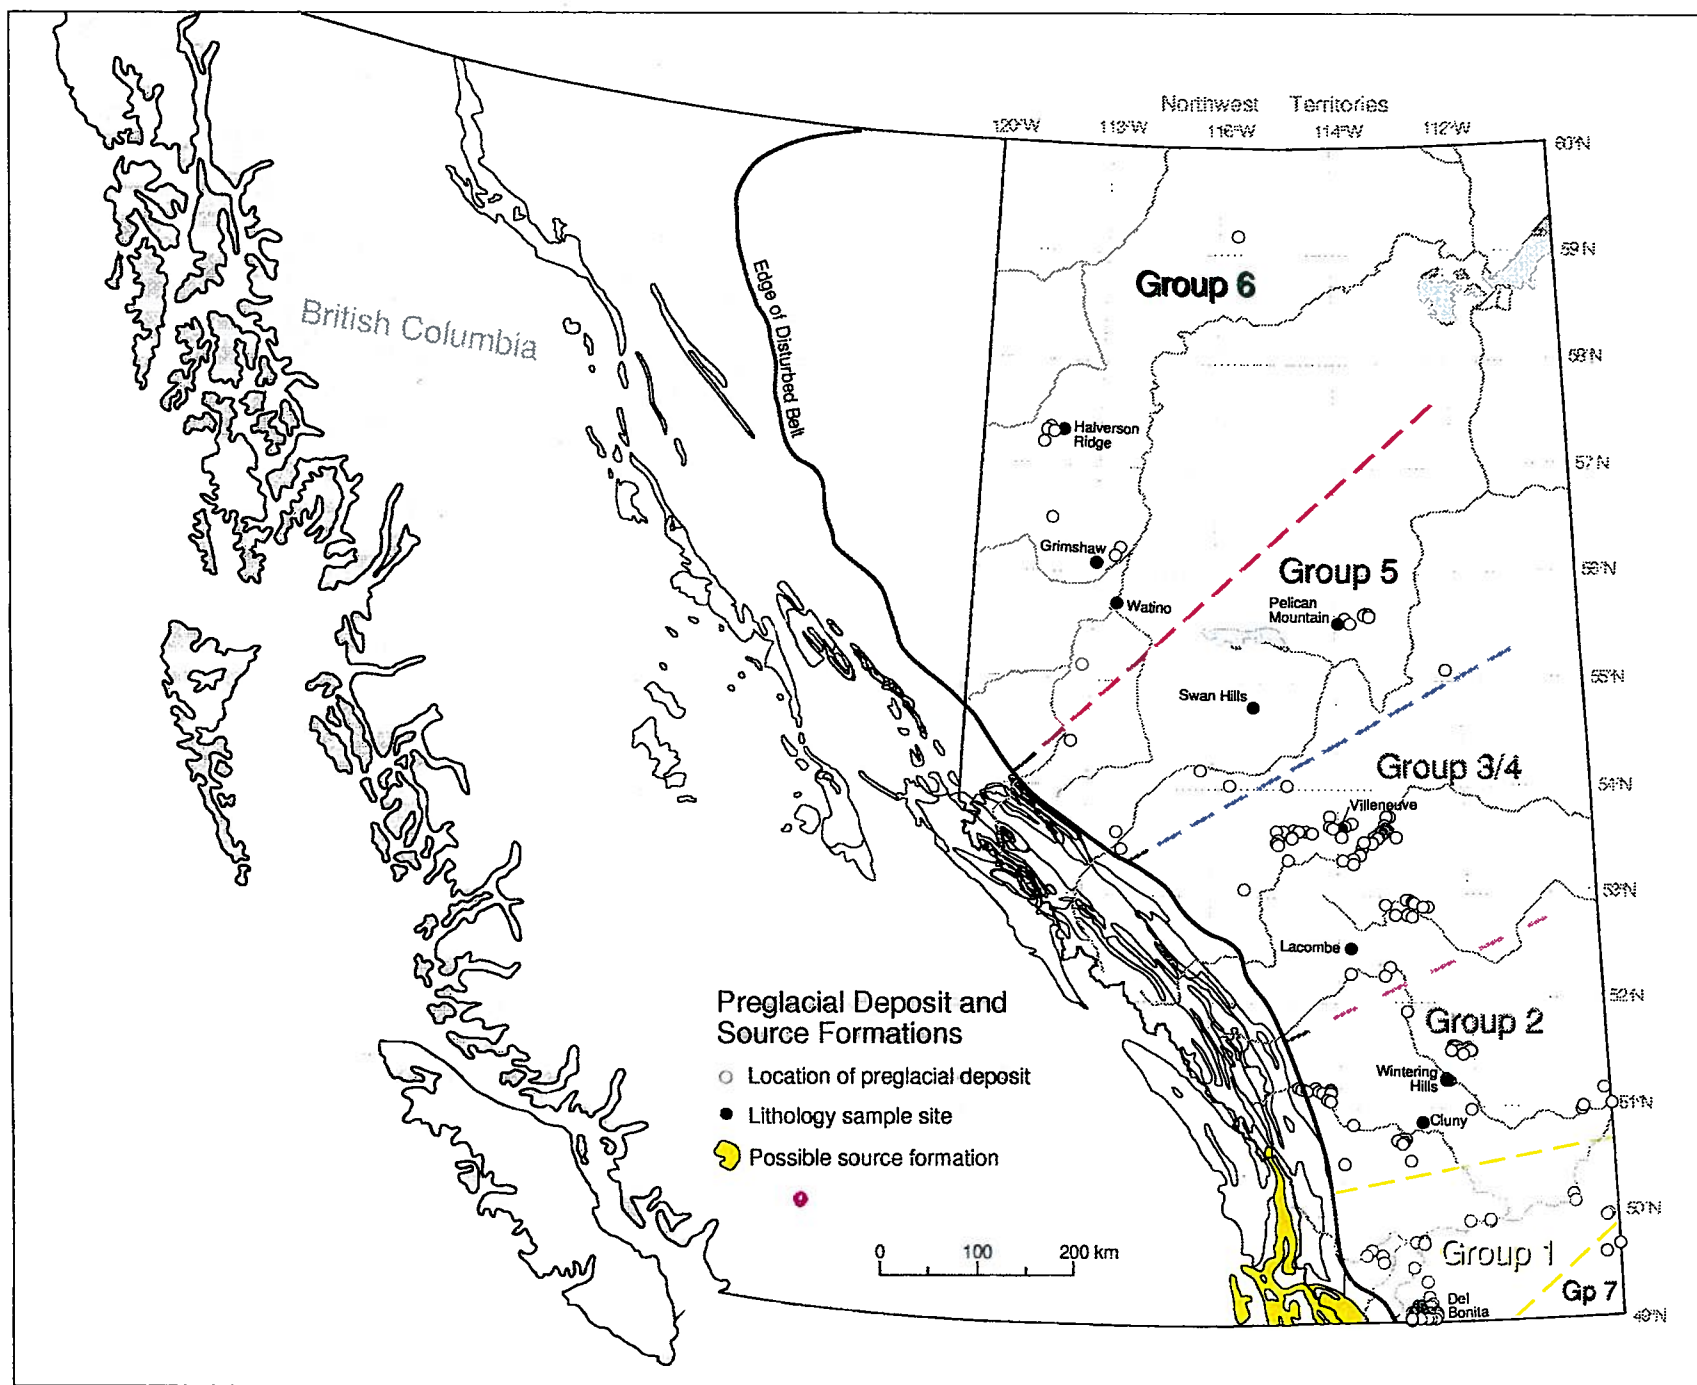 Northwest Territories
120°W
113°W
116°W
114°W
112°W
60°N
59°N
58°N
57°N
56°N
55°N
54°N
53°N
52°N
51°N
50°N
49°N
British Columbia
Edge of Disturbed Belt
Group 6
Halverson
Ridge
Grimshaw
Watino
Group 5
Pelican
Mountain
Swan Hills
Group 3/4
Villeneuve
Lacombe
Group 2
Wintering
Hills
Cluny
Group 1
Gp 7
Del
Bonita
Preglacial Deposit and
Source Formations
Location of preglacial deposit
Lithology sample site
Possible source formation
0 100 200 km